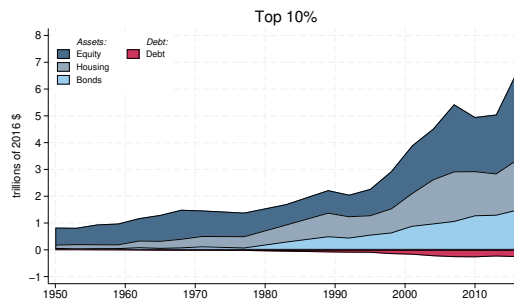 Top 10%
Assets: Debt:
Equity Debt
Housing
Bonds
trillions of 2016 $
8
7
6
5
4
3
2
1
0
−1
1950 1960 1970 1980 1990 2000 2010